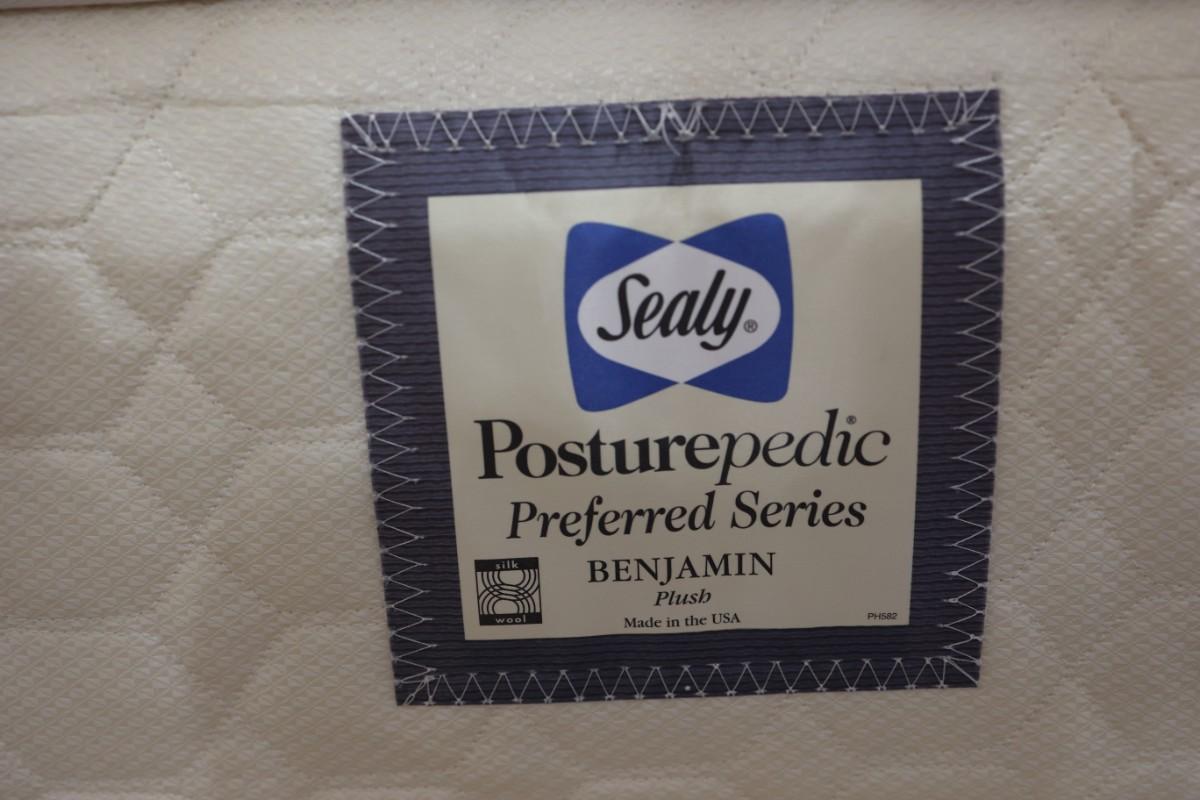 Sealy®
Posturepedic®
Preferred Series
silk
wool
BENJAMIN
Plush
Made in the USA
PH582